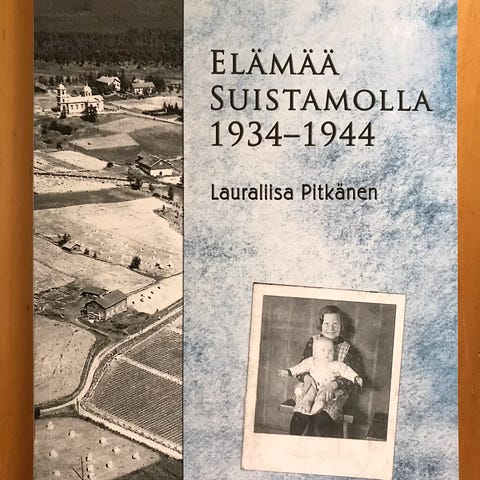 ELÄMÄÄ
SUISTAMOLLA
1934–1944
Lauraliisa Pitkänen